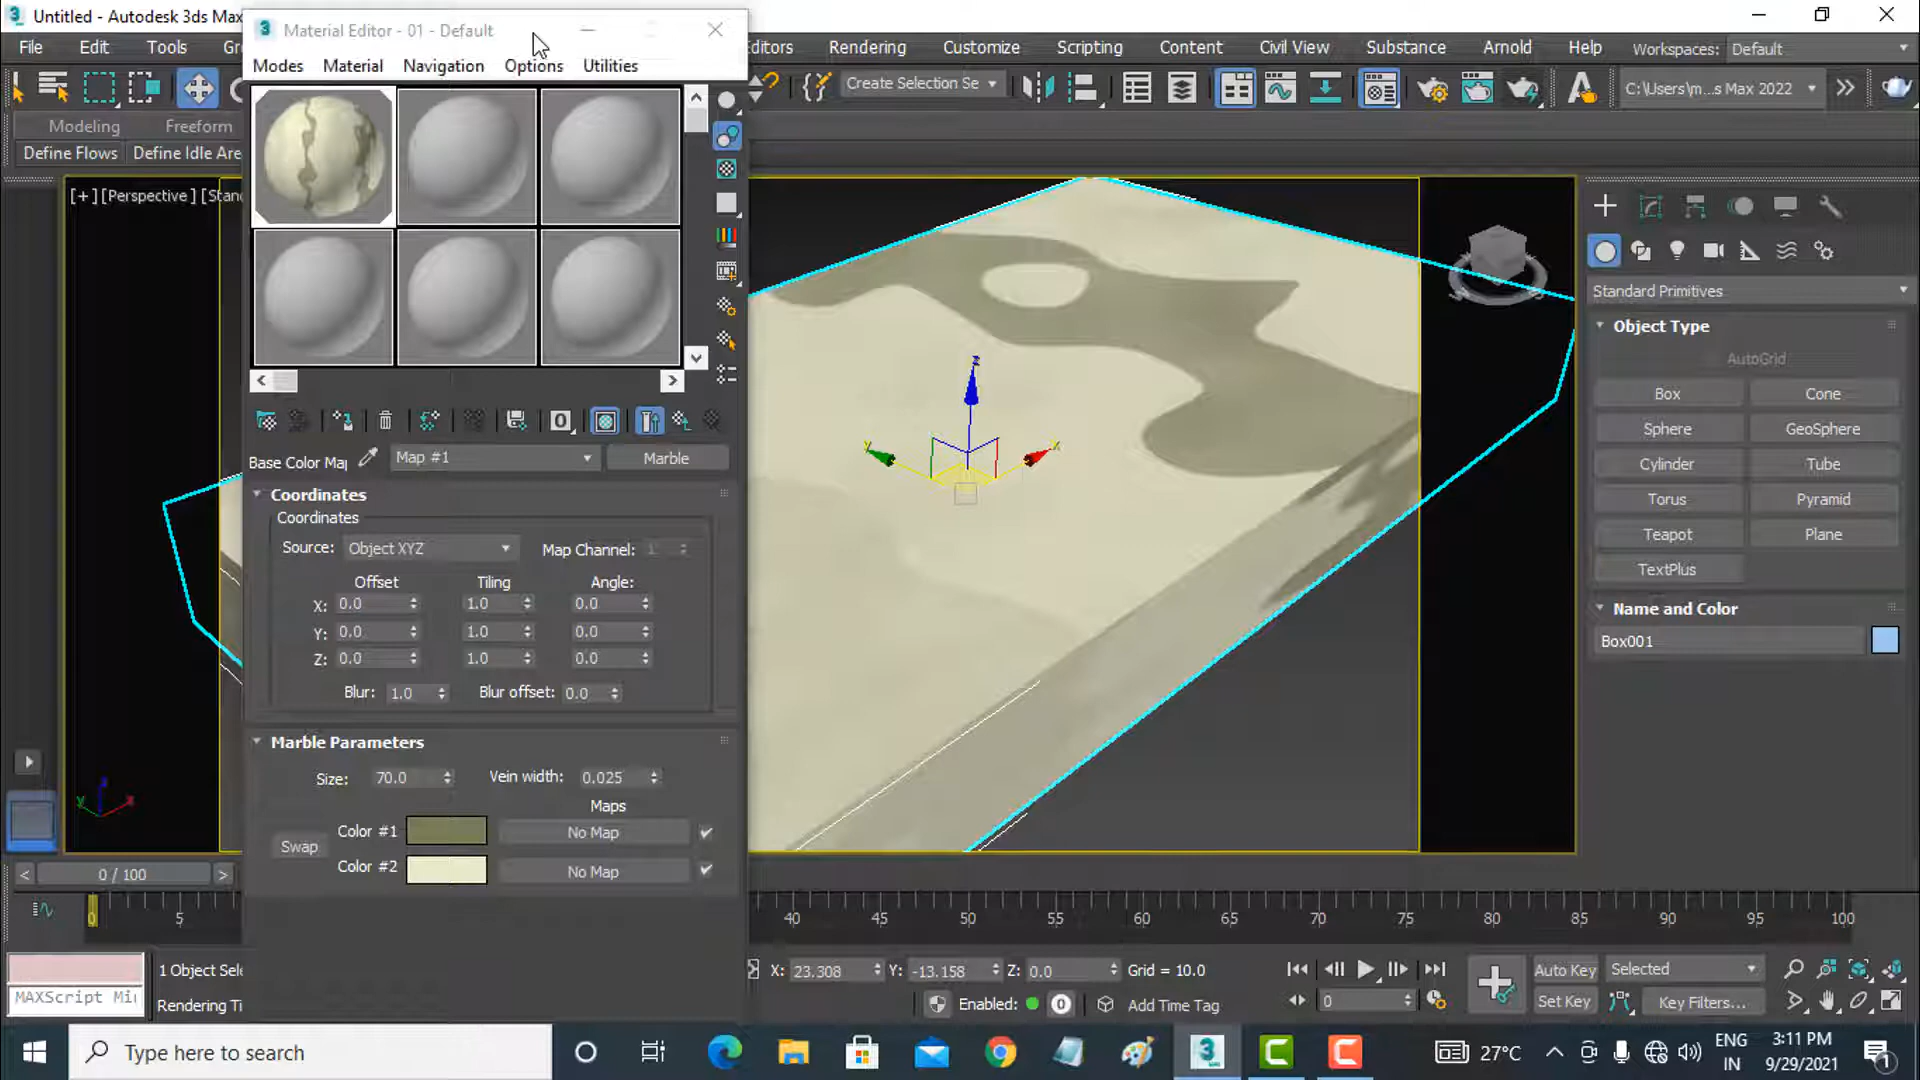 Untitled - Autodesk 3ds Max
Material Editor - 01 - Default
File Edit Tools Gr
Modes Material Navigation Options Utilities
ditors Rendering Customize Scripting Content Civil View Substance Arnold Help Workspaces: Default
Create Selection Se
C:\Users\m...s Max 2022
Modeling Freeform
Define Flows Define Idle Are
[+] [Perspective] [Stand
Standard Primitives
Object Type
AutoGrid
Box Cone
Sphere GeoSphere
Cylinder Tube
Torus Pyramid
Teapot Plane
TextPlus
Name and Color
Box001
Base Color Ma Map #1 Marble
Coordinates
Coordinates
Source: Object XYZ Map Channel: 1
Offset Tiling Angle:
X: 0.0 1.0 0.0
Y: 0.0 1.0 0.0
Z: 0.0 1.0 0.0
Blur: 1.0 Blur offset: 0.0
Marble Parameters
Size: 70.0 Vein width: 0.025
Maps
Swap
Color #1 No Map
Color #2 No Map
z
y x
z
y x
< 0 / 100 >
0 5 40 45 50 55 60 65 70 75 80 85 90 95 100
1 Object Sele
X: 23.308 Y: -13.158 Z: 0.0 Grid = 10.0
Auto Key Selected
MAXScript Mi
Rendering Ti
Enabled: 0 Add Time Tag
0
Set Key Key Filters...
Type here to search
27°C
ENG
IN
3:11 PM
9/29/2021
1